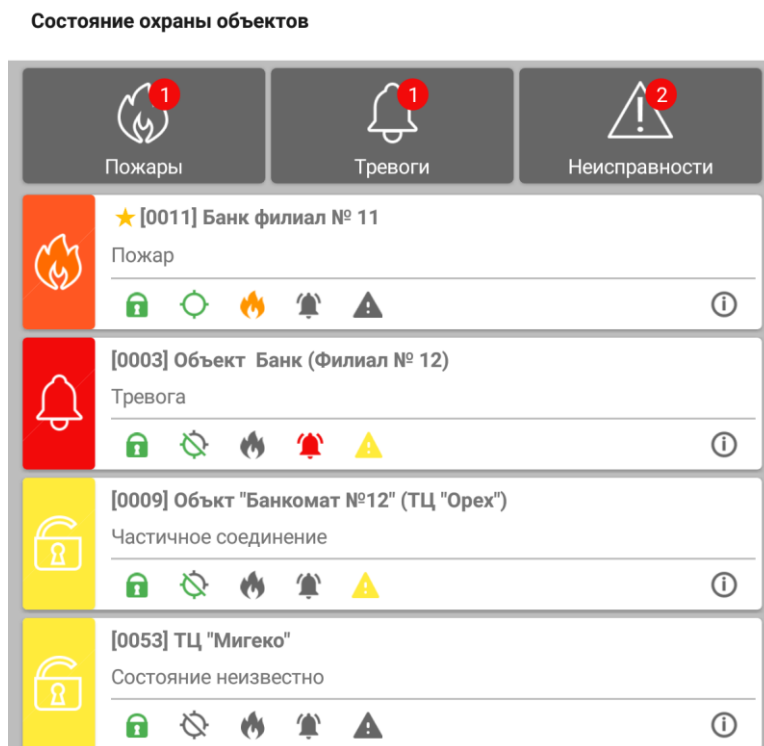 Состояние охраны объектов
1
1
2
Пожары
Тревоги
Неисправности
[0011] Банк филиал № 11
Пожар
[0003] Объект Банк (Филиал № 12)
Тревога
[0009] Объкт "Банкомат №12" (ТЦ "Орех")
Частичное соединение
[0053] ТЦ "Мигеко"
Состояние неизвестно